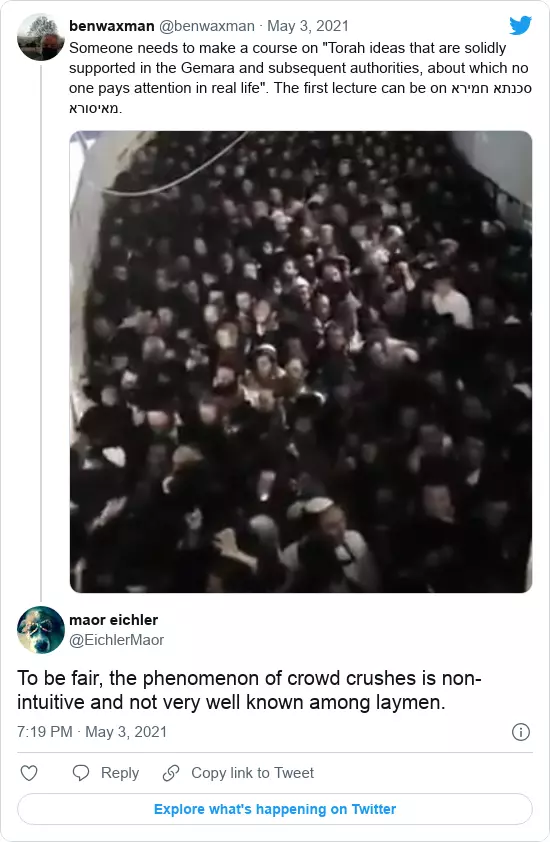 benwaxman @benwaxman · May 3, 2021
Someone needs to make a course on "Torah ideas that are solidly
supported in the Gemara and subsequent authorities, about which no
one pays attention in real life". The first lecture can be on סכנתא חמירא
מאיסורא.
maor eichler
@EichlerMaor
To be fair, the phenomenon of crowd crushes is non-
intuitive and not very well known among laymen.
7:19 PM · May 3, 2021
Reply
Copy link to Tweet
Explore what's happening on Twitter